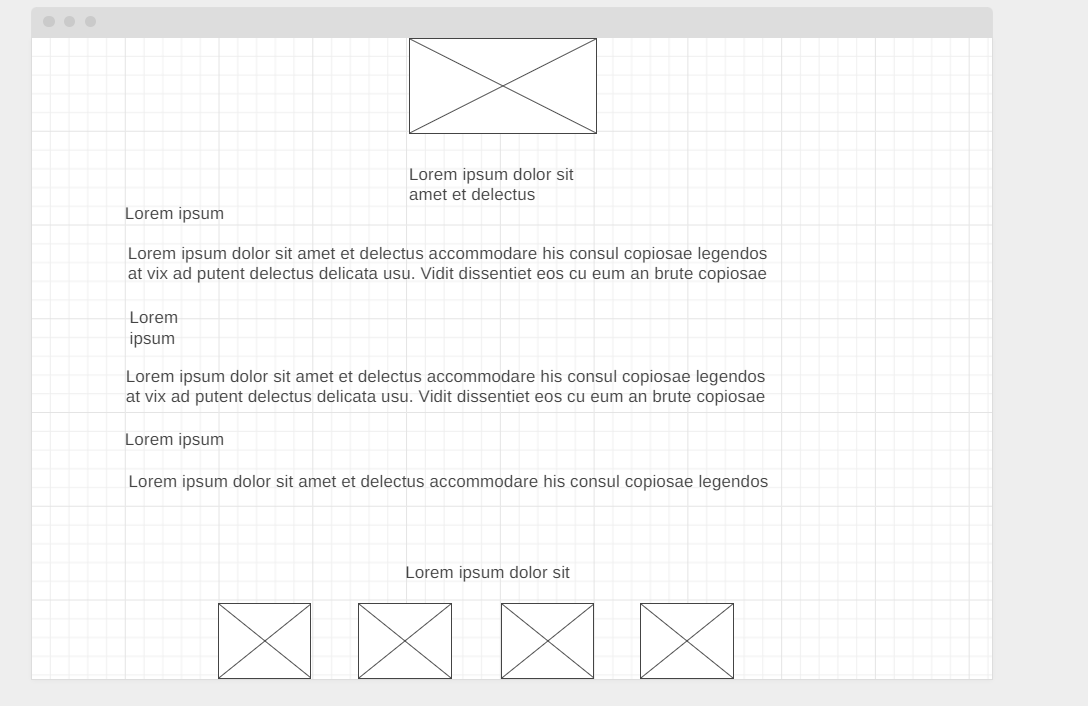 Lorem ipsum dolor sit
amet et delectus
Lorem ipsum
Lorem ipsum dolor sit amet et delectus accommodare his consul copiosae legendos
at vix ad putent delectus delicata usu. Vidit dissentiet eos cu eum an brute copiosae
Lorem
ipsum
Lorem ipsum dolor sit amet et delectus accommodare his consul copiosae legendos
at vix ad putent delectus delicata usu. Vidit dissentiet eos cu eum an brute copiosae
Lorem ipsum
Lorem ipsum dolor sit amet et delectus accommodare his consul copiosae legendos
Lorem ipsum dolor sit